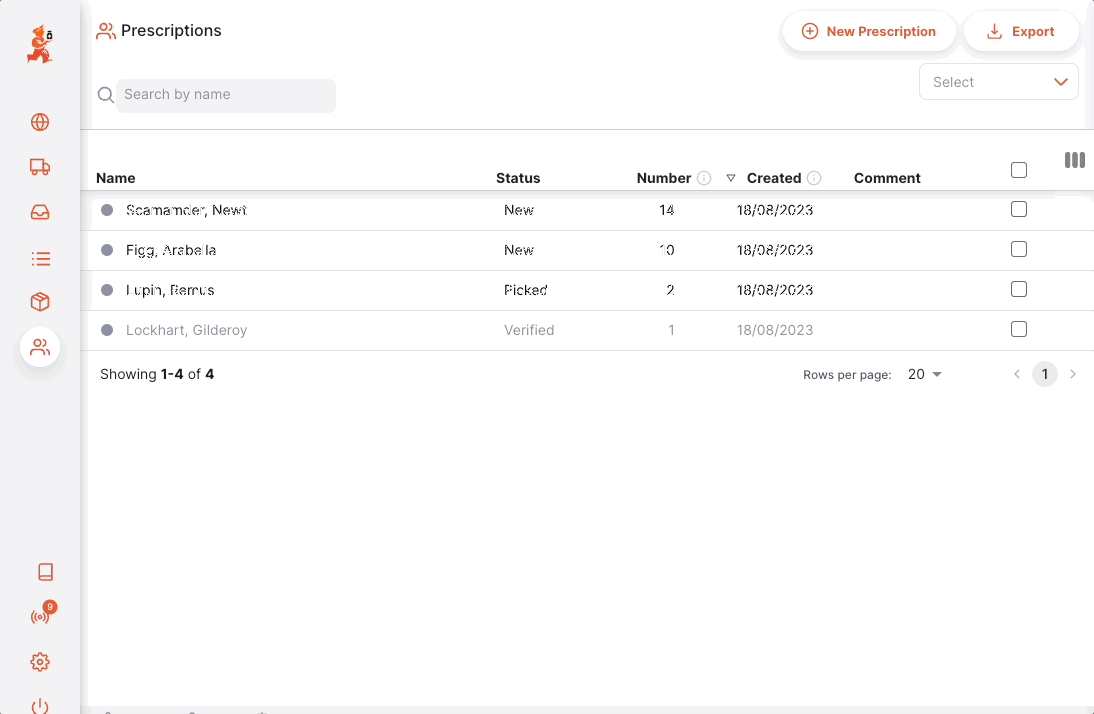 Prescriptions
New Prescription
Export
Search by name
Select
Name Status Number Created Comment
Scamamder, Newt New 14 18/08/2023
Figg, Arabella New 10 18/08/2023
Lupin, Remus Picked 2 18/08/2023
Lockhart, Gilderoy Verified 1 18/08/2023
Showing 1-4 of 4 Rows per page: 20 1
9